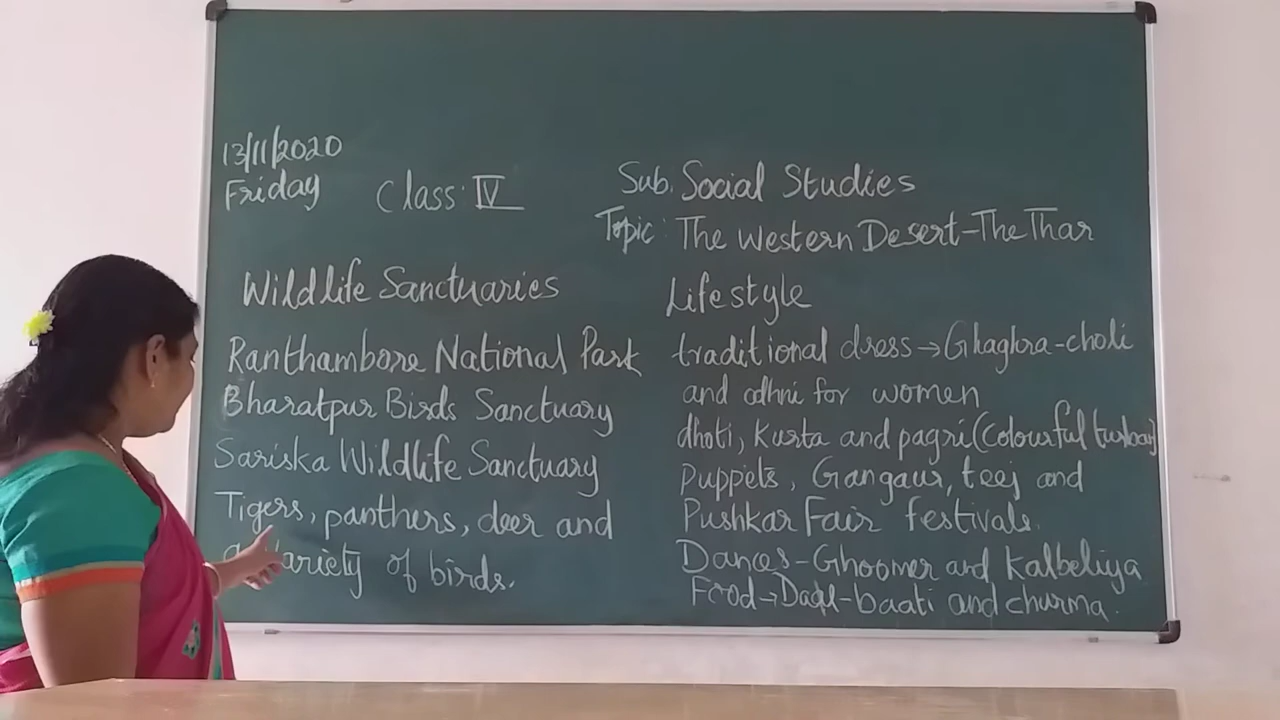 13/11/2020
Friday
Class: IV
Sub. Social Studies
Topic: The Western Desert-The Thar
Wildlife Sanctuaries
Ranthambore National Park
Bharatpur Birds Sanctuary
Sariska Wildlife Sanctuary
Tigers, panthers, deer and
a variety of birds.
Lifestyle
traditional dress→Ghaghra-choli
and odhni for women
dhoti, Kurta and pagri(colourful turban)
puppets, Gangaur, teej and
Pushkar Fair festivals.
Dances-Ghoomer and Kalbeliya
Food→Daal-baati and churma.